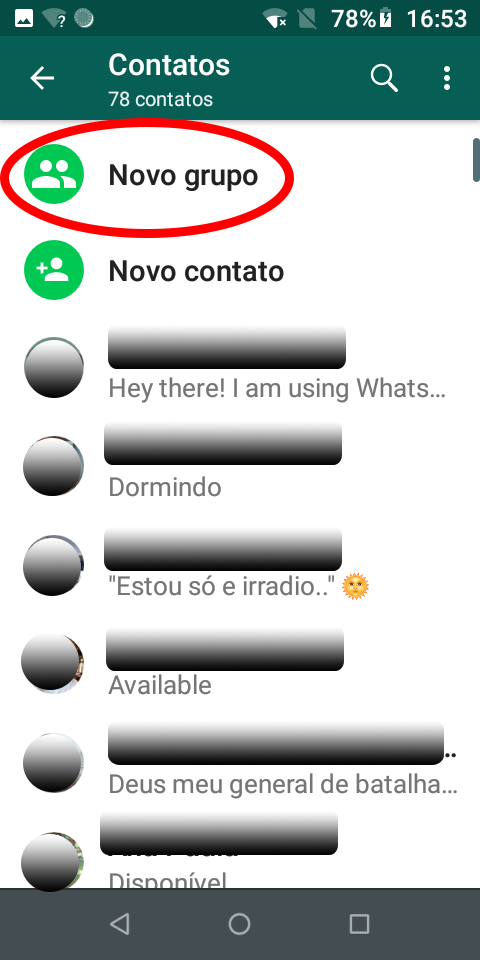 78% 16:53
Contatos
78 contatos
Novo grupo
Novo contato
Hey there! I am using Whats...
Dormindo
"Estou só e irradio.." 🌞
Available
..
Deus meu general de batalha...
Disponível